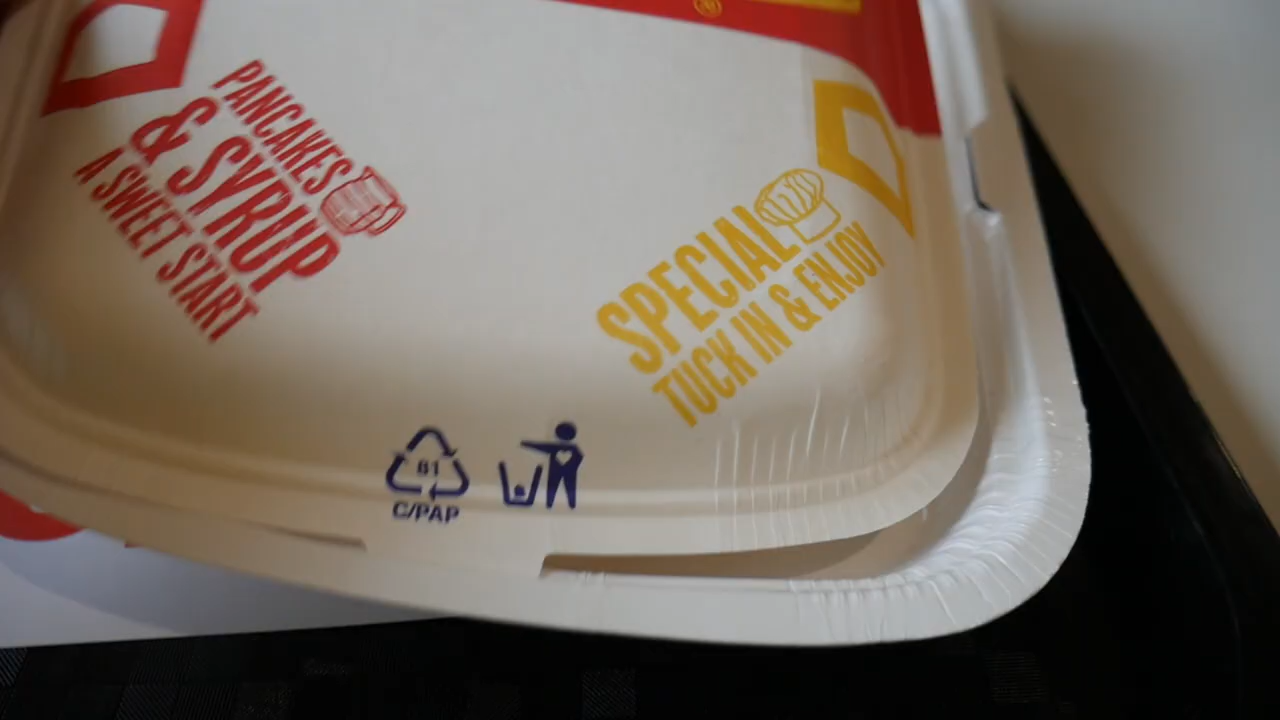 PANCAKES
& SYRUP
A SWEET START
SPECIAL
TUCK IN & ENJOY
81
C/PAP